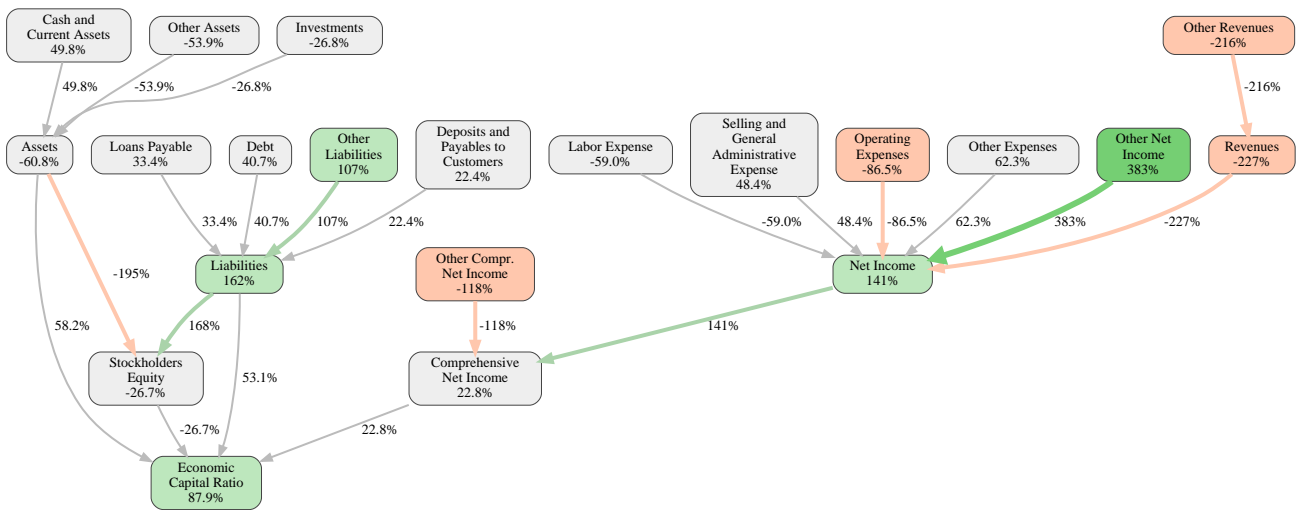 Cash and
Current Assets
49.8%
Other Assets
-53.9%
Investments
-26.8%
Other Revenues
-216%
49.8%
-53.9%
-26.8%
-216%
Assets
-60.8%
Loans Payable
33.4%
Debt
40.7%
Other
Liabilities
107%
Deposits and
Payables to
Customers
22.4%
Labor Expense
-59.0%
Selling and
General
Administrative
Expense
48.4%
Operating
Expenses
-86.5%
Other Expenses
62.3%
Other Net
Income
383%
Revenues
-227%
33.4%
40.7%
107%
22.4%
-59.0%
48.4%
-86.5%
62.3%
383%
-227%
-195%
Liabilities
162%
Other Compr.
Net Income
-118%
Net Income
141%
58.2%
168%
-118%
141%
Stockholders
Equity
-26.7%
53.1%
Comprehensive
Net Income
22.8%
-26.7%
22.8%
Economic
Capital Ratio
87.9%